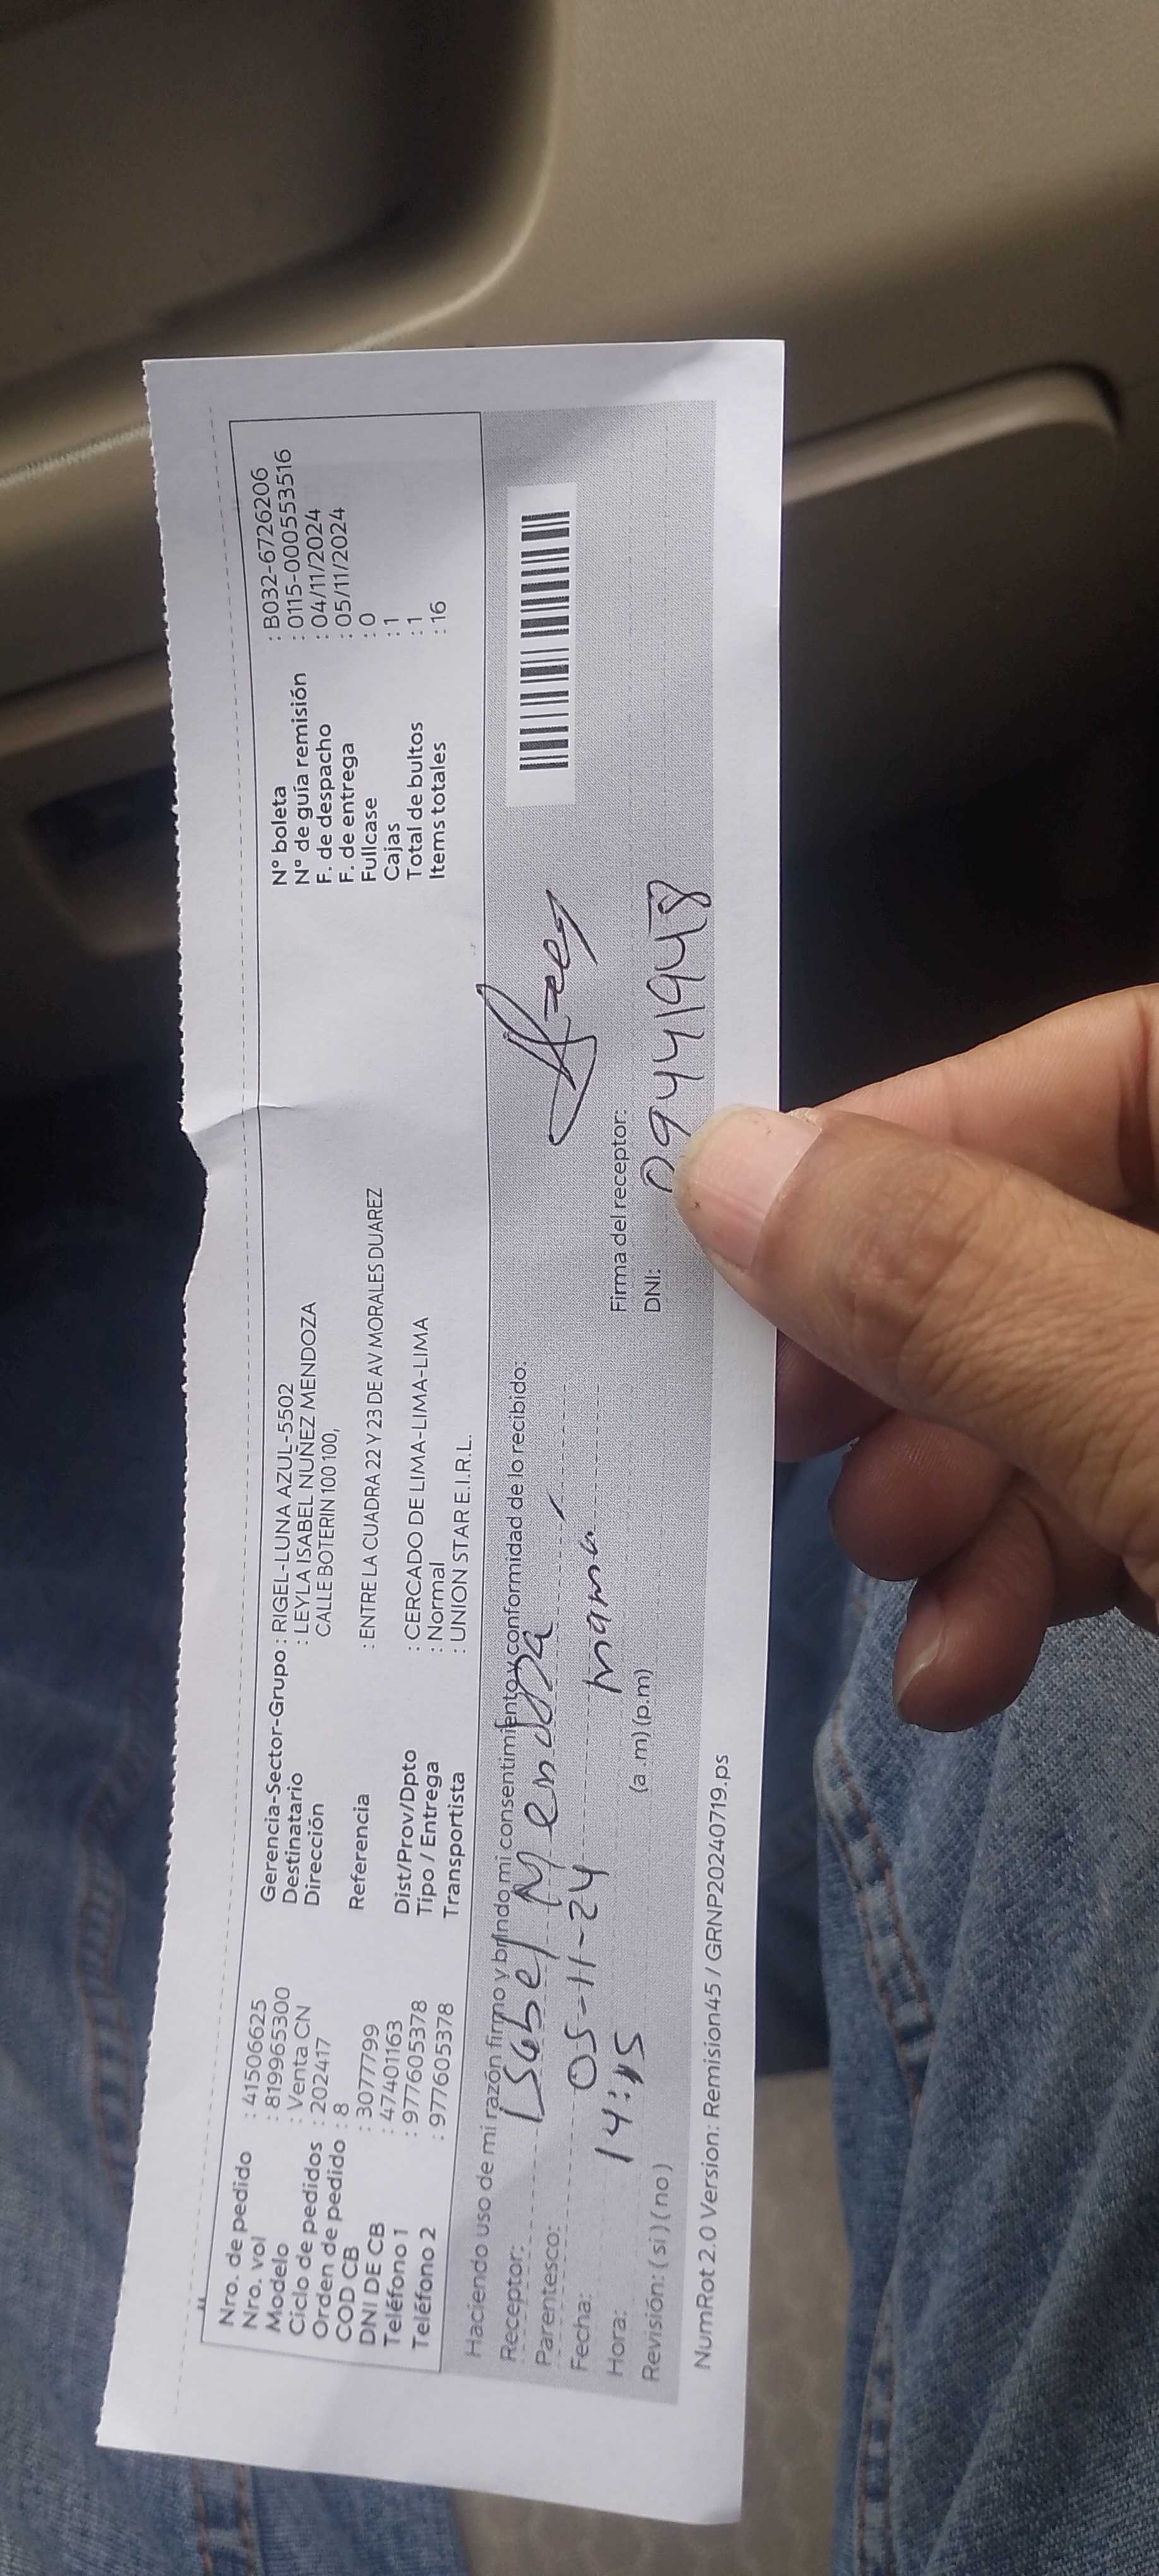 Nro. de pedido : 41506625
Nro. vol : 819965300
Modelo : Venta CN
Ciclo de pedidos : 202417
Orden de pedido : 8
COD CB : 3077799
DNI DE CB : 47401163
Teléfono 1 : 977605378
Teléfono 2 : 977605378
Gerencia-Sector-Grupo : RIGEL-LUNA AZUL-5502
Destinatario : LEYLA ISABEL NUÑEZ MENDOZA
Dirección CALLE BOTERIN 100 100,
Referencia : ENTRE LA CUADRA 22 Y 23 DE AV MORALES DUAREZ
Dist/Prov/Dpto : CERCADO DE LIMA-LIMA-LIMA
Tipo / Entrega : Normal
Transportista : UNION STAR E.I.R.L.
N° boleta : B032-6726206
N° de guía remisión : 0115-000553516
F. de despacho : 04/11/2024
F. de entrega : 05/11/2024
Fullcase : 0
Cajas : 1
Total de bultos : 1
Items totales : 16
Haciendo uso de mi razón firmo y brindo mi consentimiento y conformidad de lo recibido:
Receptor: Isabel Mendoza
Parentesco: mamá
Fecha: 05-11-24
Hora: 14:15 (a.m) (p.m)
Revisión: ( si ) ( no )
Firma del receptor:
DNI: 09441948
NumRot 2.0 Version: Remision45 / GRNP20240719.ps